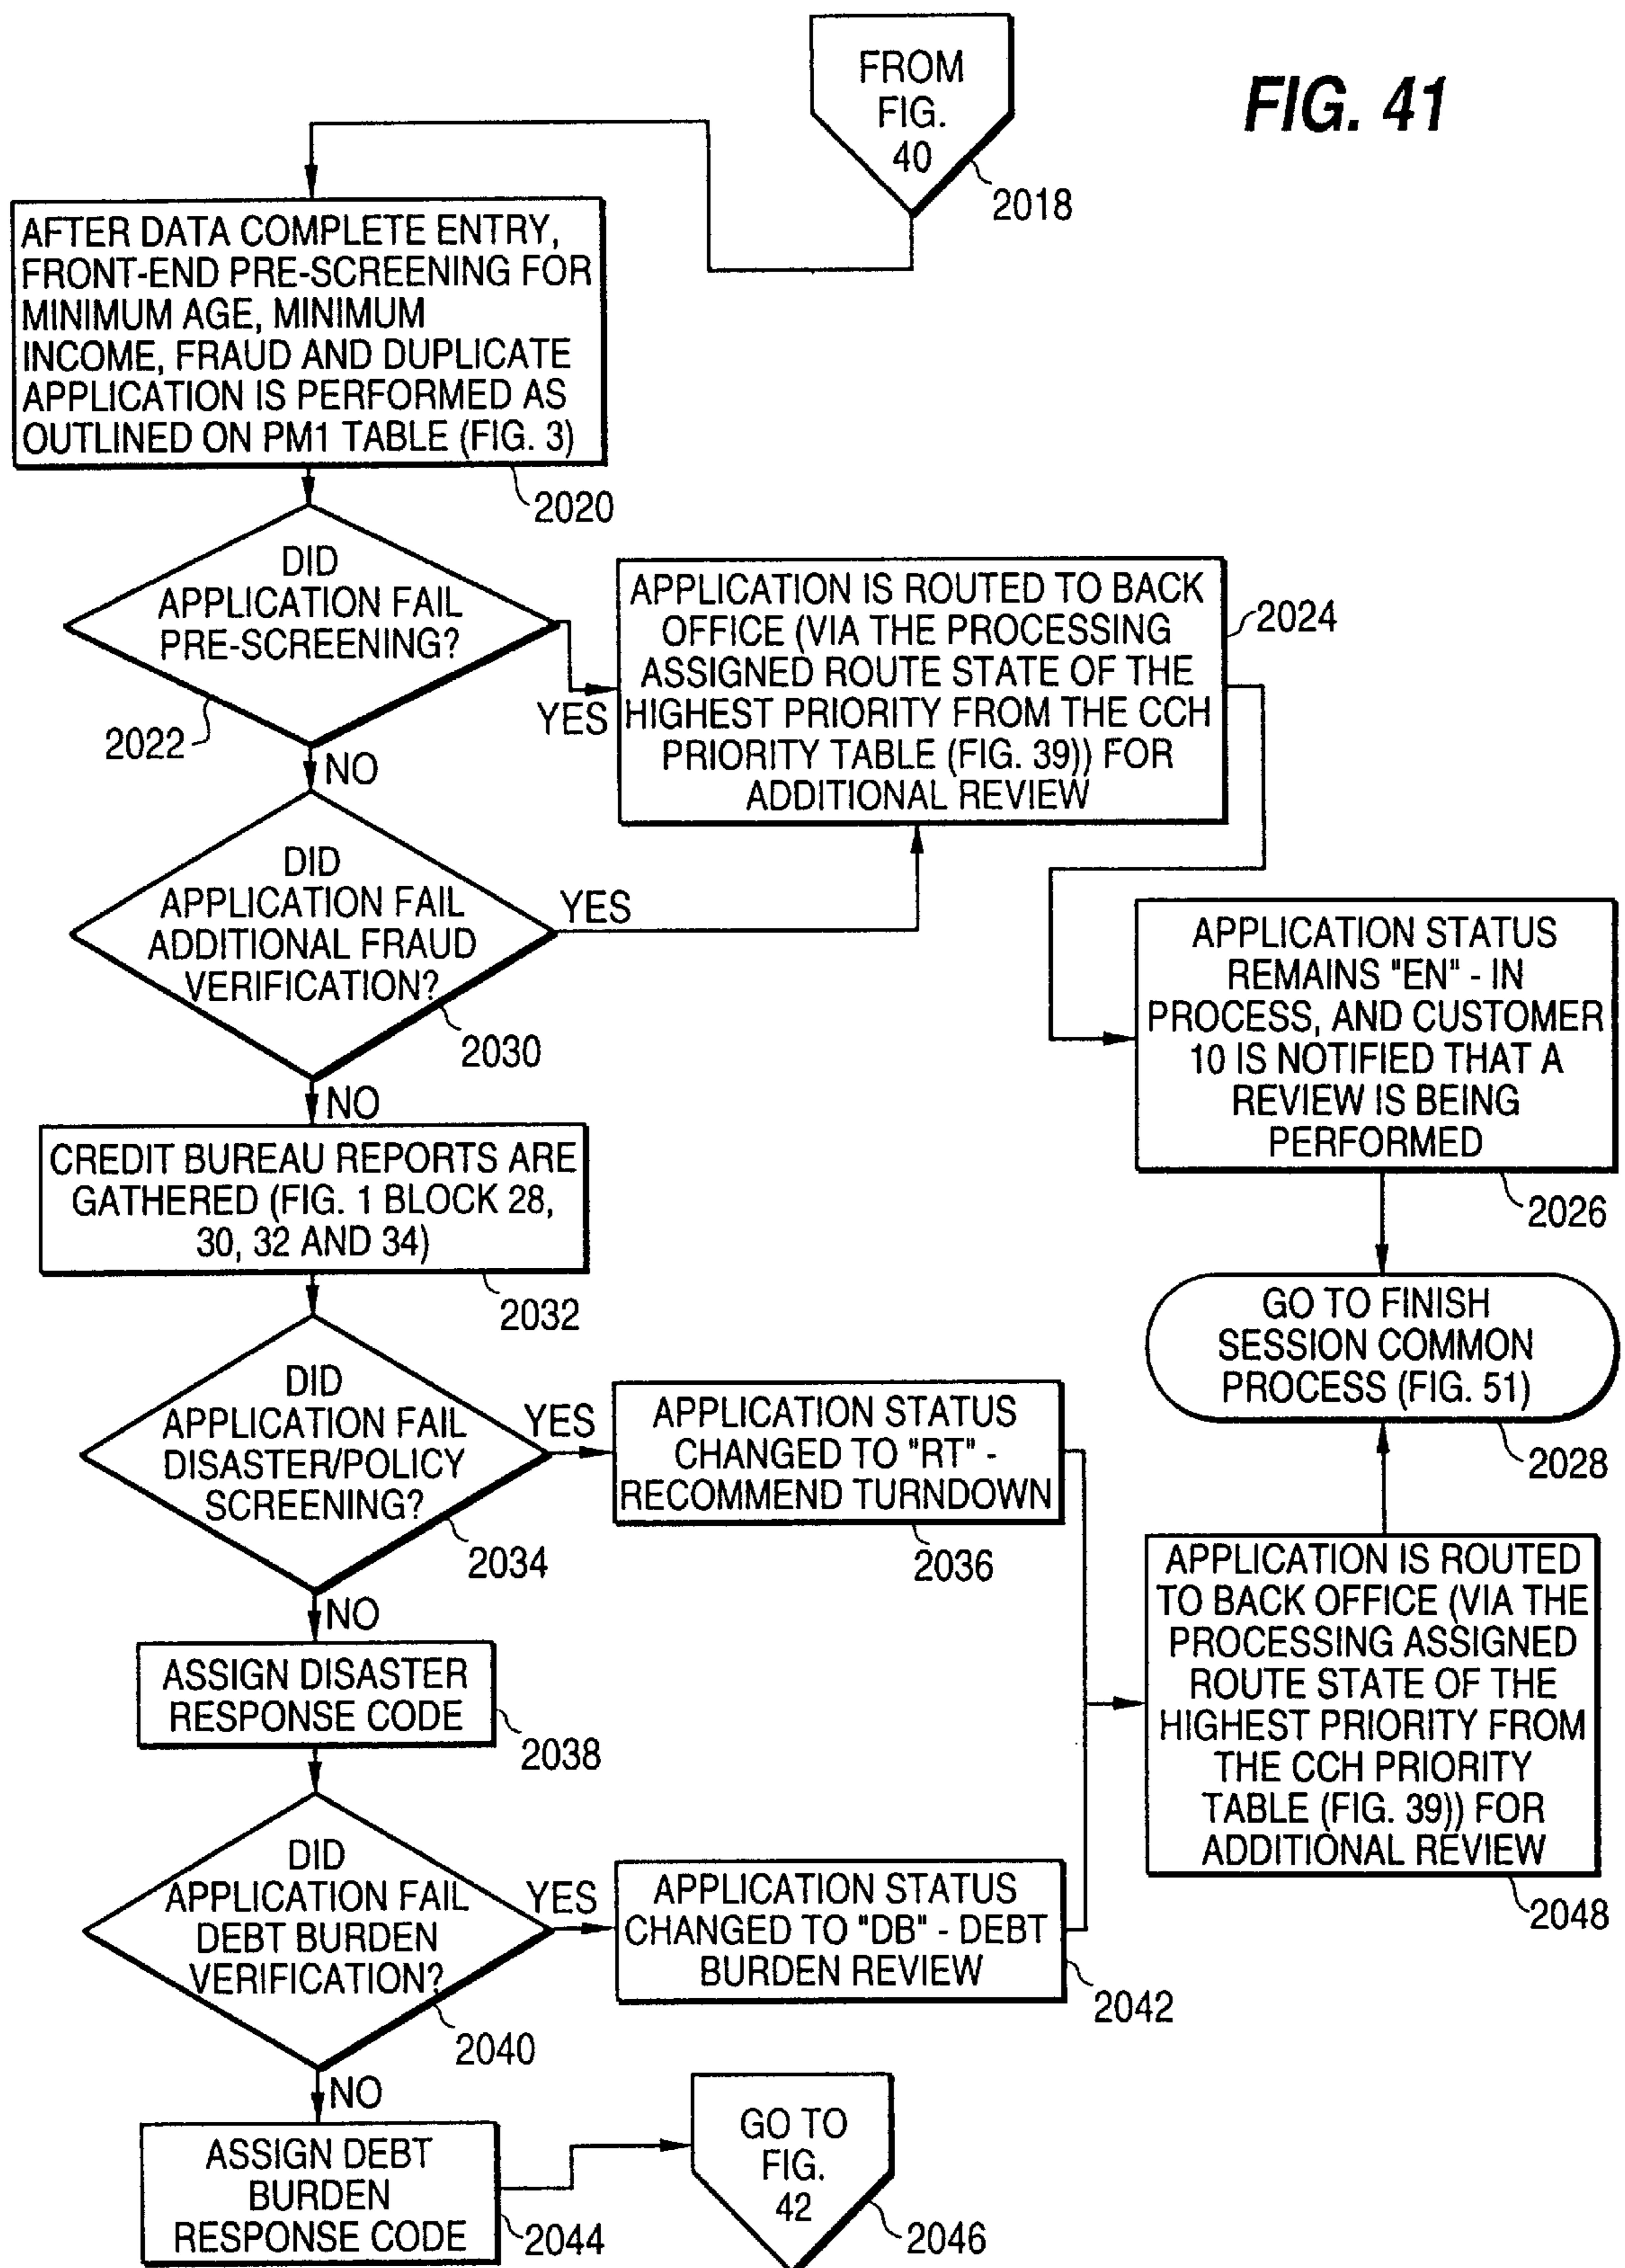 FROM
FIG.
40
2018
FIG. 41
AFTER DATA COMPLETE ENTRY,
FRONT-END PRE-SCREENING FOR
MINIMUM AGE, MINIMUM
INCOME, FRAUD AND DUPLICATE
APPLICATION IS PERFORMED AS
OUTLINED ON PM1 TABLE (FIG. 3)
2020
DID
APPLICATION FAIL
PRE-SCREENING?
2022
YES
NO
APPLICATION IS ROUTED TO BACK
OFFICE (VIA THE PROCESSING
ASSIGNED ROUTE STATE OF THE
HIGHEST PRIORITY FROM THE CCH
PRIORITY TABLE (FIG. 39)) FOR
ADDITIONAL REVIEW
2024
DID
APPLICATION FAIL
ADDITIONAL FRAUD
VERIFICATION?
2030
YES
NO
APPLICATION STATUS
REMAINS "EN" - IN
PROCESS, AND CUSTOMER
10 IS NOTIFIED THAT A
REVIEW IS BEING
PERFORMED
2026
CREDIT BUREAU REPORTS ARE
GATHERED (FIG. 1 BLOCK 28,
30, 32 AND 34)
2032
GO TO FINISH
SESSION COMMON
PROCESS (FIG. 51)
2028
DID
APPLICATION FAIL
DISASTER/POLICY
SCREENING?
2034
YES
NO
APPLICATION STATUS
CHANGED TO "RT" -
RECOMMEND TURNDOWN
2036
ASSIGN DISASTER
RESPONSE CODE
2038
APPLICATION IS ROUTED
TO BACK OFFICE (VIA THE
PROCESSING ASSIGNED
ROUTE STATE OF THE
HIGHEST PRIORITY FROM
THE CCH PRIORITY
TABLE (FIG. 39)) FOR
ADDITIONAL REVIEW
2048
DID
APPLICATION FAIL
DEBT BURDEN
VERIFICATION?
2040
YES
NO
APPLICATION STATUS
CHANGED TO "DB" - DEBT
BURDEN REVIEW
2042
ASSIGN DEBT
BURDEN
RESPONSE CODE
2044
GO TO
FIG.
42
2046